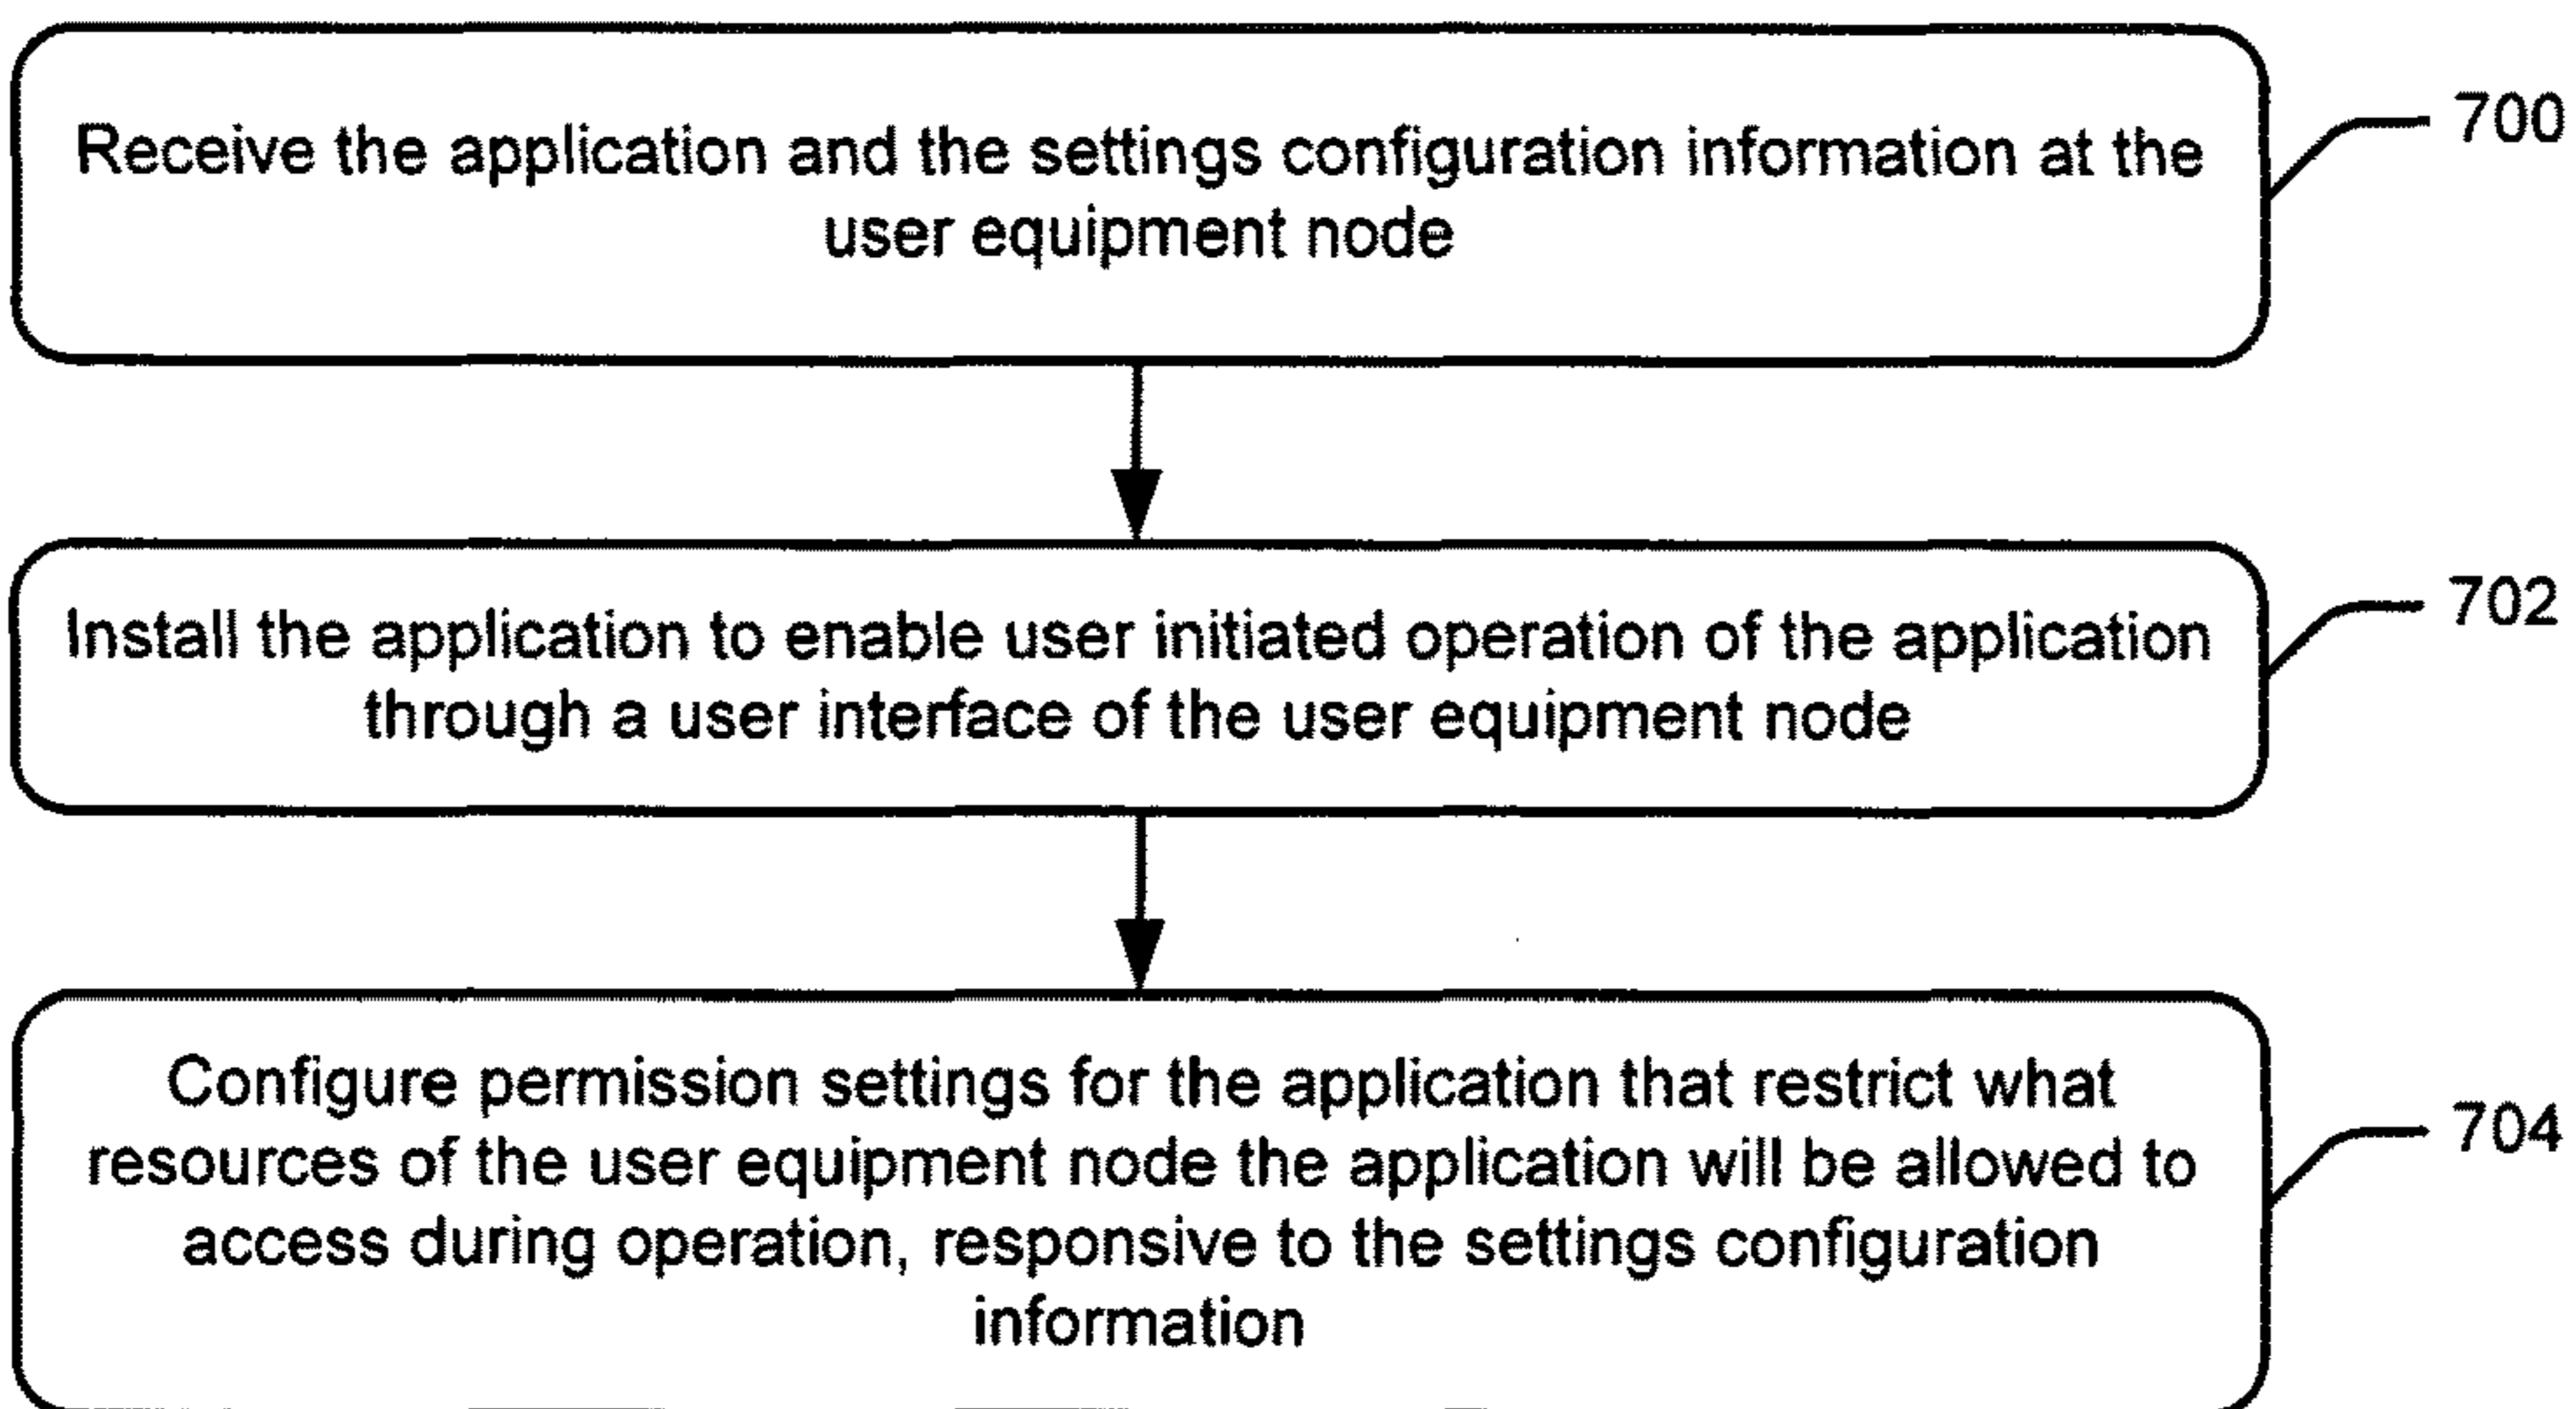 Receive the application and the settings configuration information at the
user equipment node
700
Install the application to enable user initiated operation of the application
through a user interface of the user equipment node
702
Configure permission settings for the application that restrict what
resources of the user equipment node the application will be allowed to
access during operation, responsive to the settings configuration
information
704